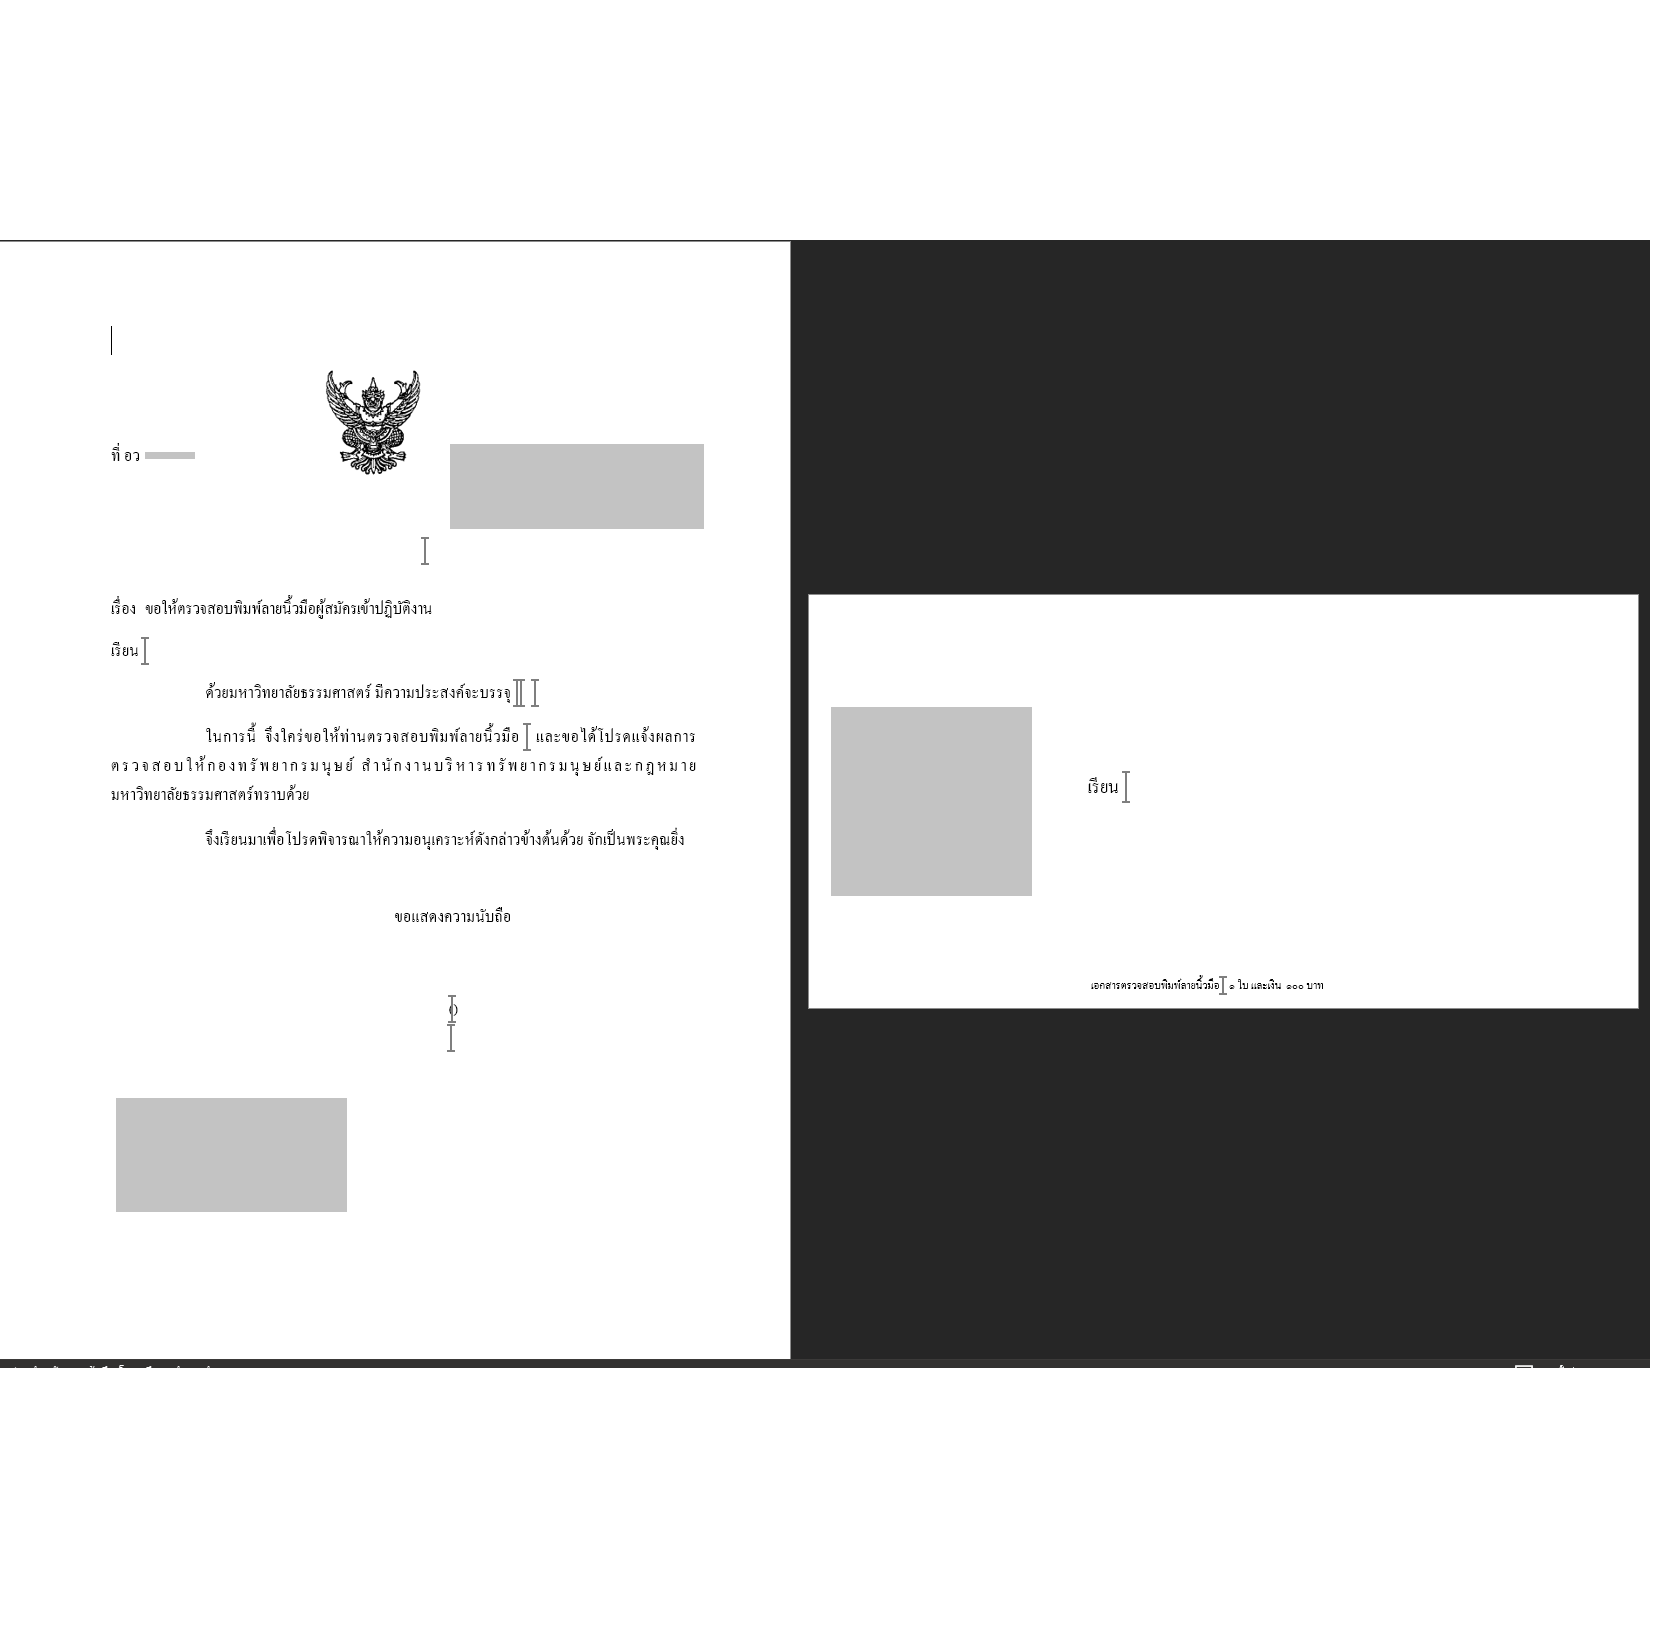 ที่ อว
เรื่อง ขอให้ตรวจสอบพิมพ์ลายนิ้วมือผู้สมัครเข้าปฏิบัติงาน
เรียน
ด้วยมหาวิทยาลัยธรรมศาสตร์ มีความประสงค์จะบรรจุ
ในการนี้ จึงใคร่ขอให้ท่านตรวจสอบพิมพ์ลายนิ้วมือ และขอได้โปรดแจ้งผลการ
ตรวจสอบให้กองทรัพยากรมนุษย์ สำนักงานบริหารทรัพยากรมนุษย์และกฎหมาย
มหาวิทยาลัยธรรมศาสตร์ทราบด้วย
จึงเรียนมาเพื่อโปรดพิจารณาให้ความอนุเคราะห์ดังกล่าวข้างต้นด้วย จักเป็นพระคุณยิ่ง
ขอแสดงความนับถือ
()
เรียน
เอกสารตรวจสอบพิมพ์ลายนิ้วมือ ๑ ใบ และเงิน ๑๐๐ บาท